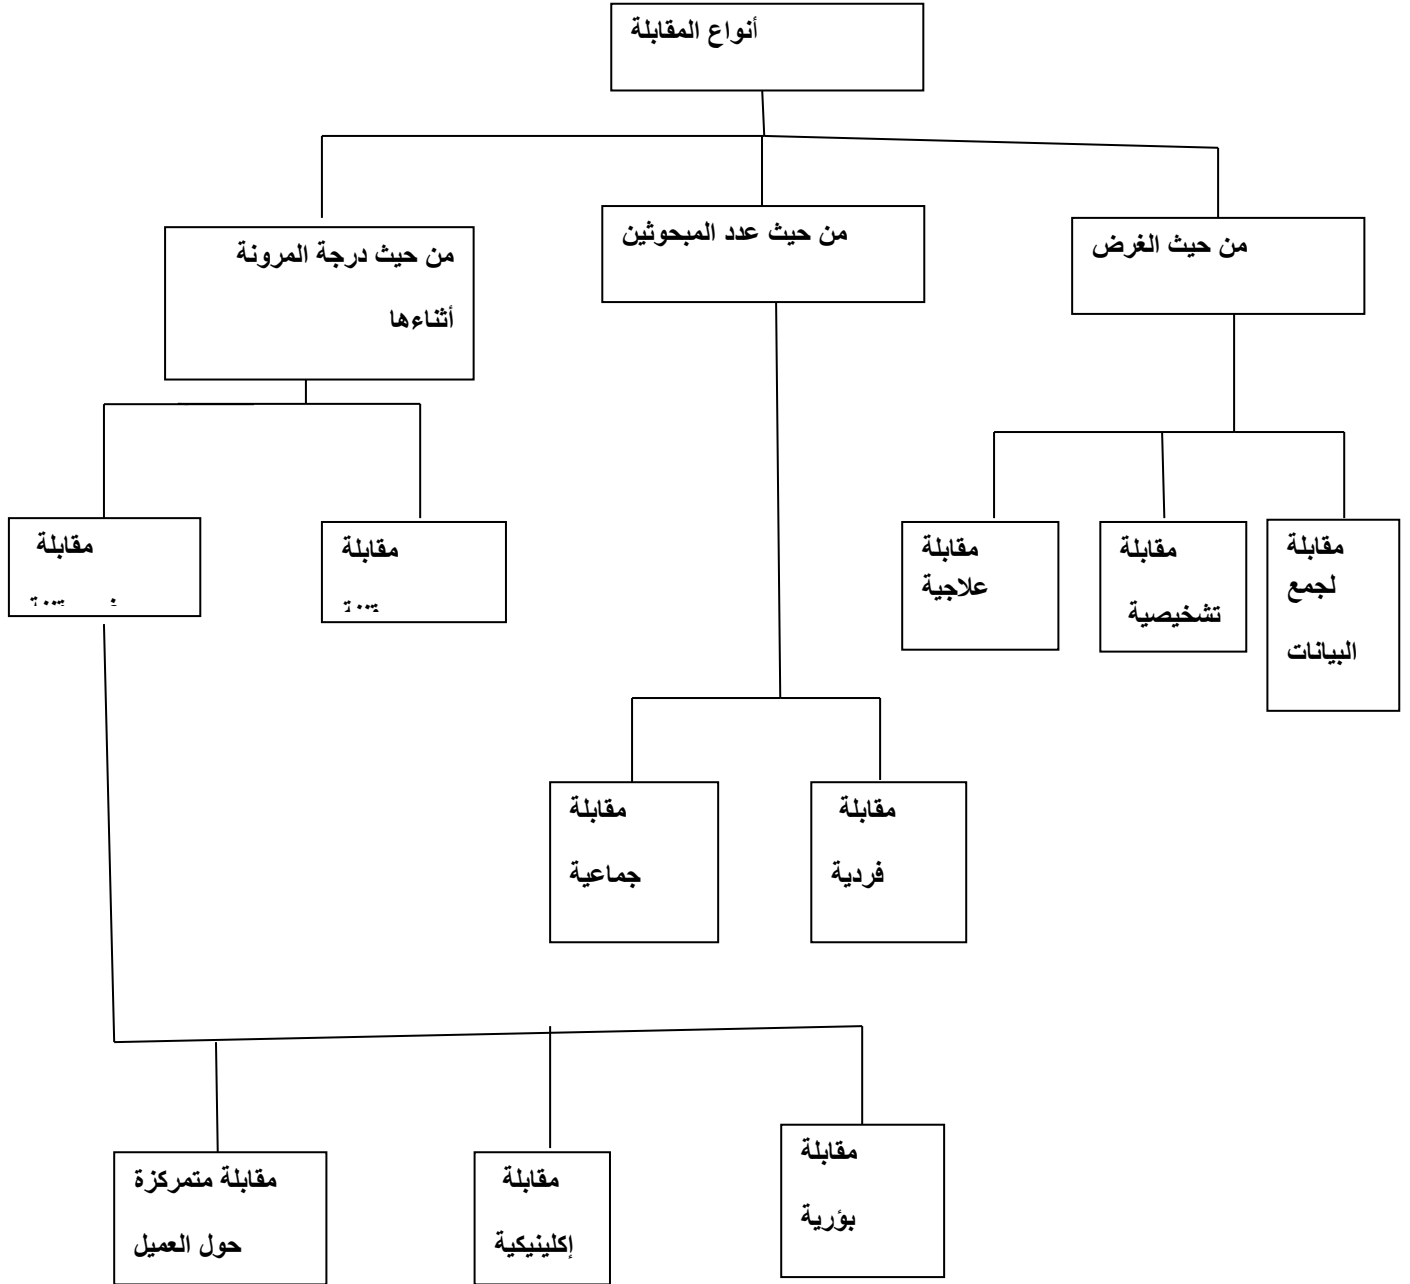 أنواع المقابلة
من حيث الغرض
من حيث عدد المبحوثين
من حيث درجة المرونة
أثناءها
مقابلة
لجمع
البيانات
مقابلة
تشخيصية
مقابلة
علاجية
مقابلة
مقابلة
مقابلة
فردية
مقابلة
جماعية
مقابلة
بؤرية
مقابلة
إكلينيكية
مقابلة متمركزة
حول العميل